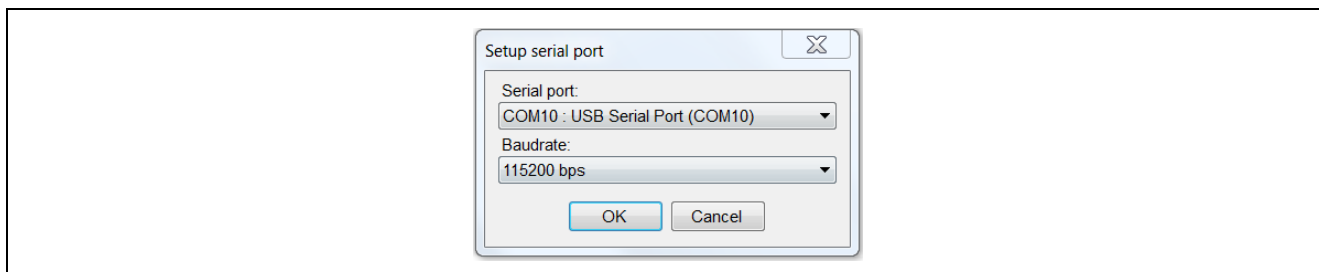 Setup serial port
Serial port:
COM10 : USB Serial Port (COM10)
Baudrate:
115200 bps
OK Cancel